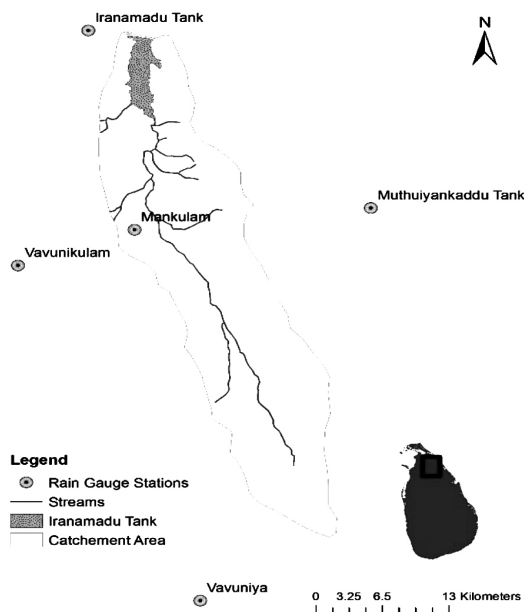 Iranamadu Tank
N
Muthuiyankaddu Tank
Mankulam
Vavunikulam
Legend
Rain Gauge Stations
Streams
Iranamadu Tank
Catchement Area
Vavuniya
0 3.25 6.5 13 Kilometers